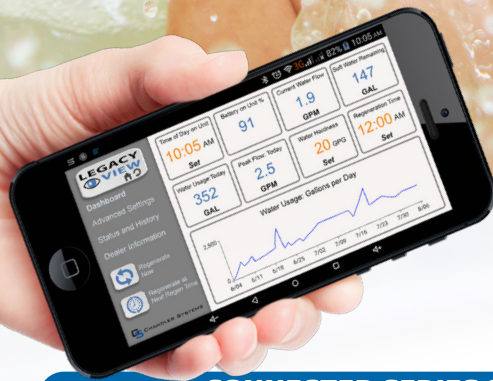 3G 82% 10:05 AM
LEGACY
VIEW
Dashboard
Advanced Settings
Status and History
Dealer Information
Regenerate
Now
Regenerate at
Next Regen Time
CHANDLER SYSTEMS
Time of Day on Unit
10:05 AM
Set
Battery on Unit %
91
Current Water Flow
1.9
GPM
Soft Water Remaining
147
GAL
Water Usage Today
352
GAL
Peak Flow: Today
2.5
GPM
Water Hardness
20 GPG
Set
Regeneration Time
12:00 AM
Set
Water Usage: Gallons per Day
2,500
0
6/04 6/11 6/18 6/25 7/02 7/09 7/16 7/23 7/30 8/06